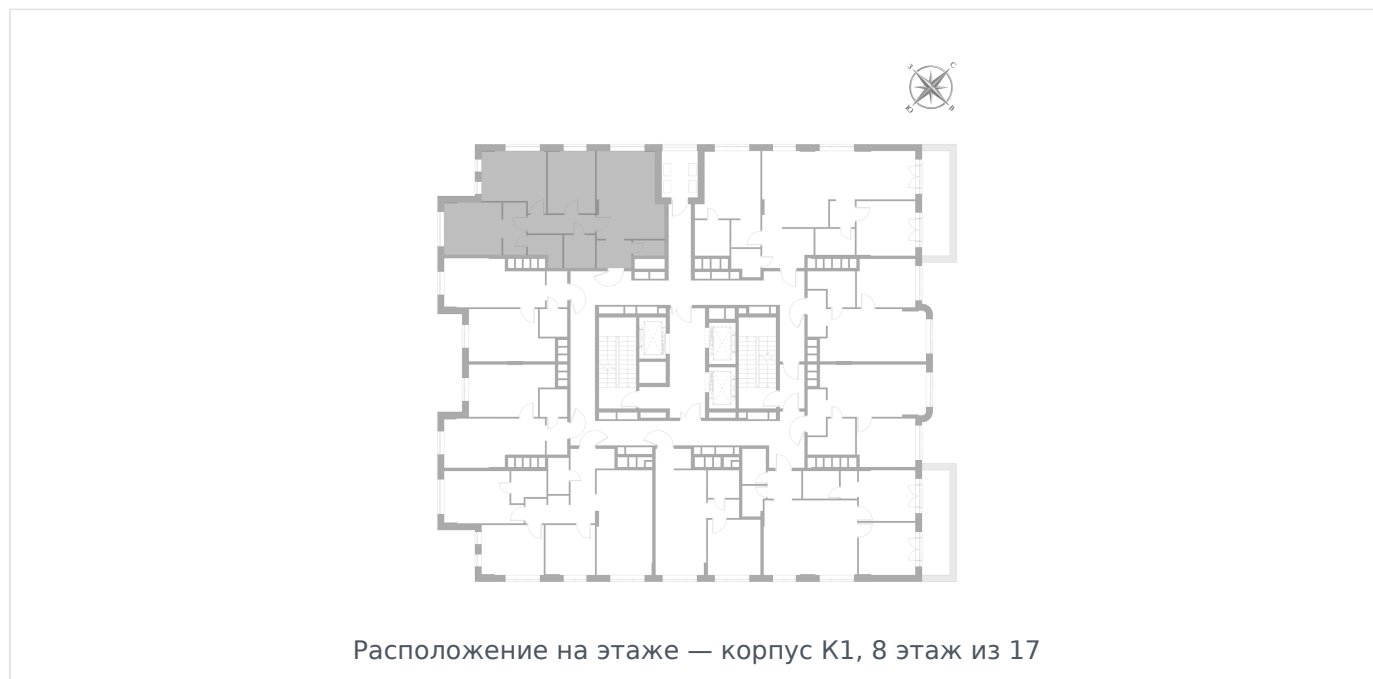 З С
Ю В
Расположение на этаже — корпус К1, 8 этаж из 17